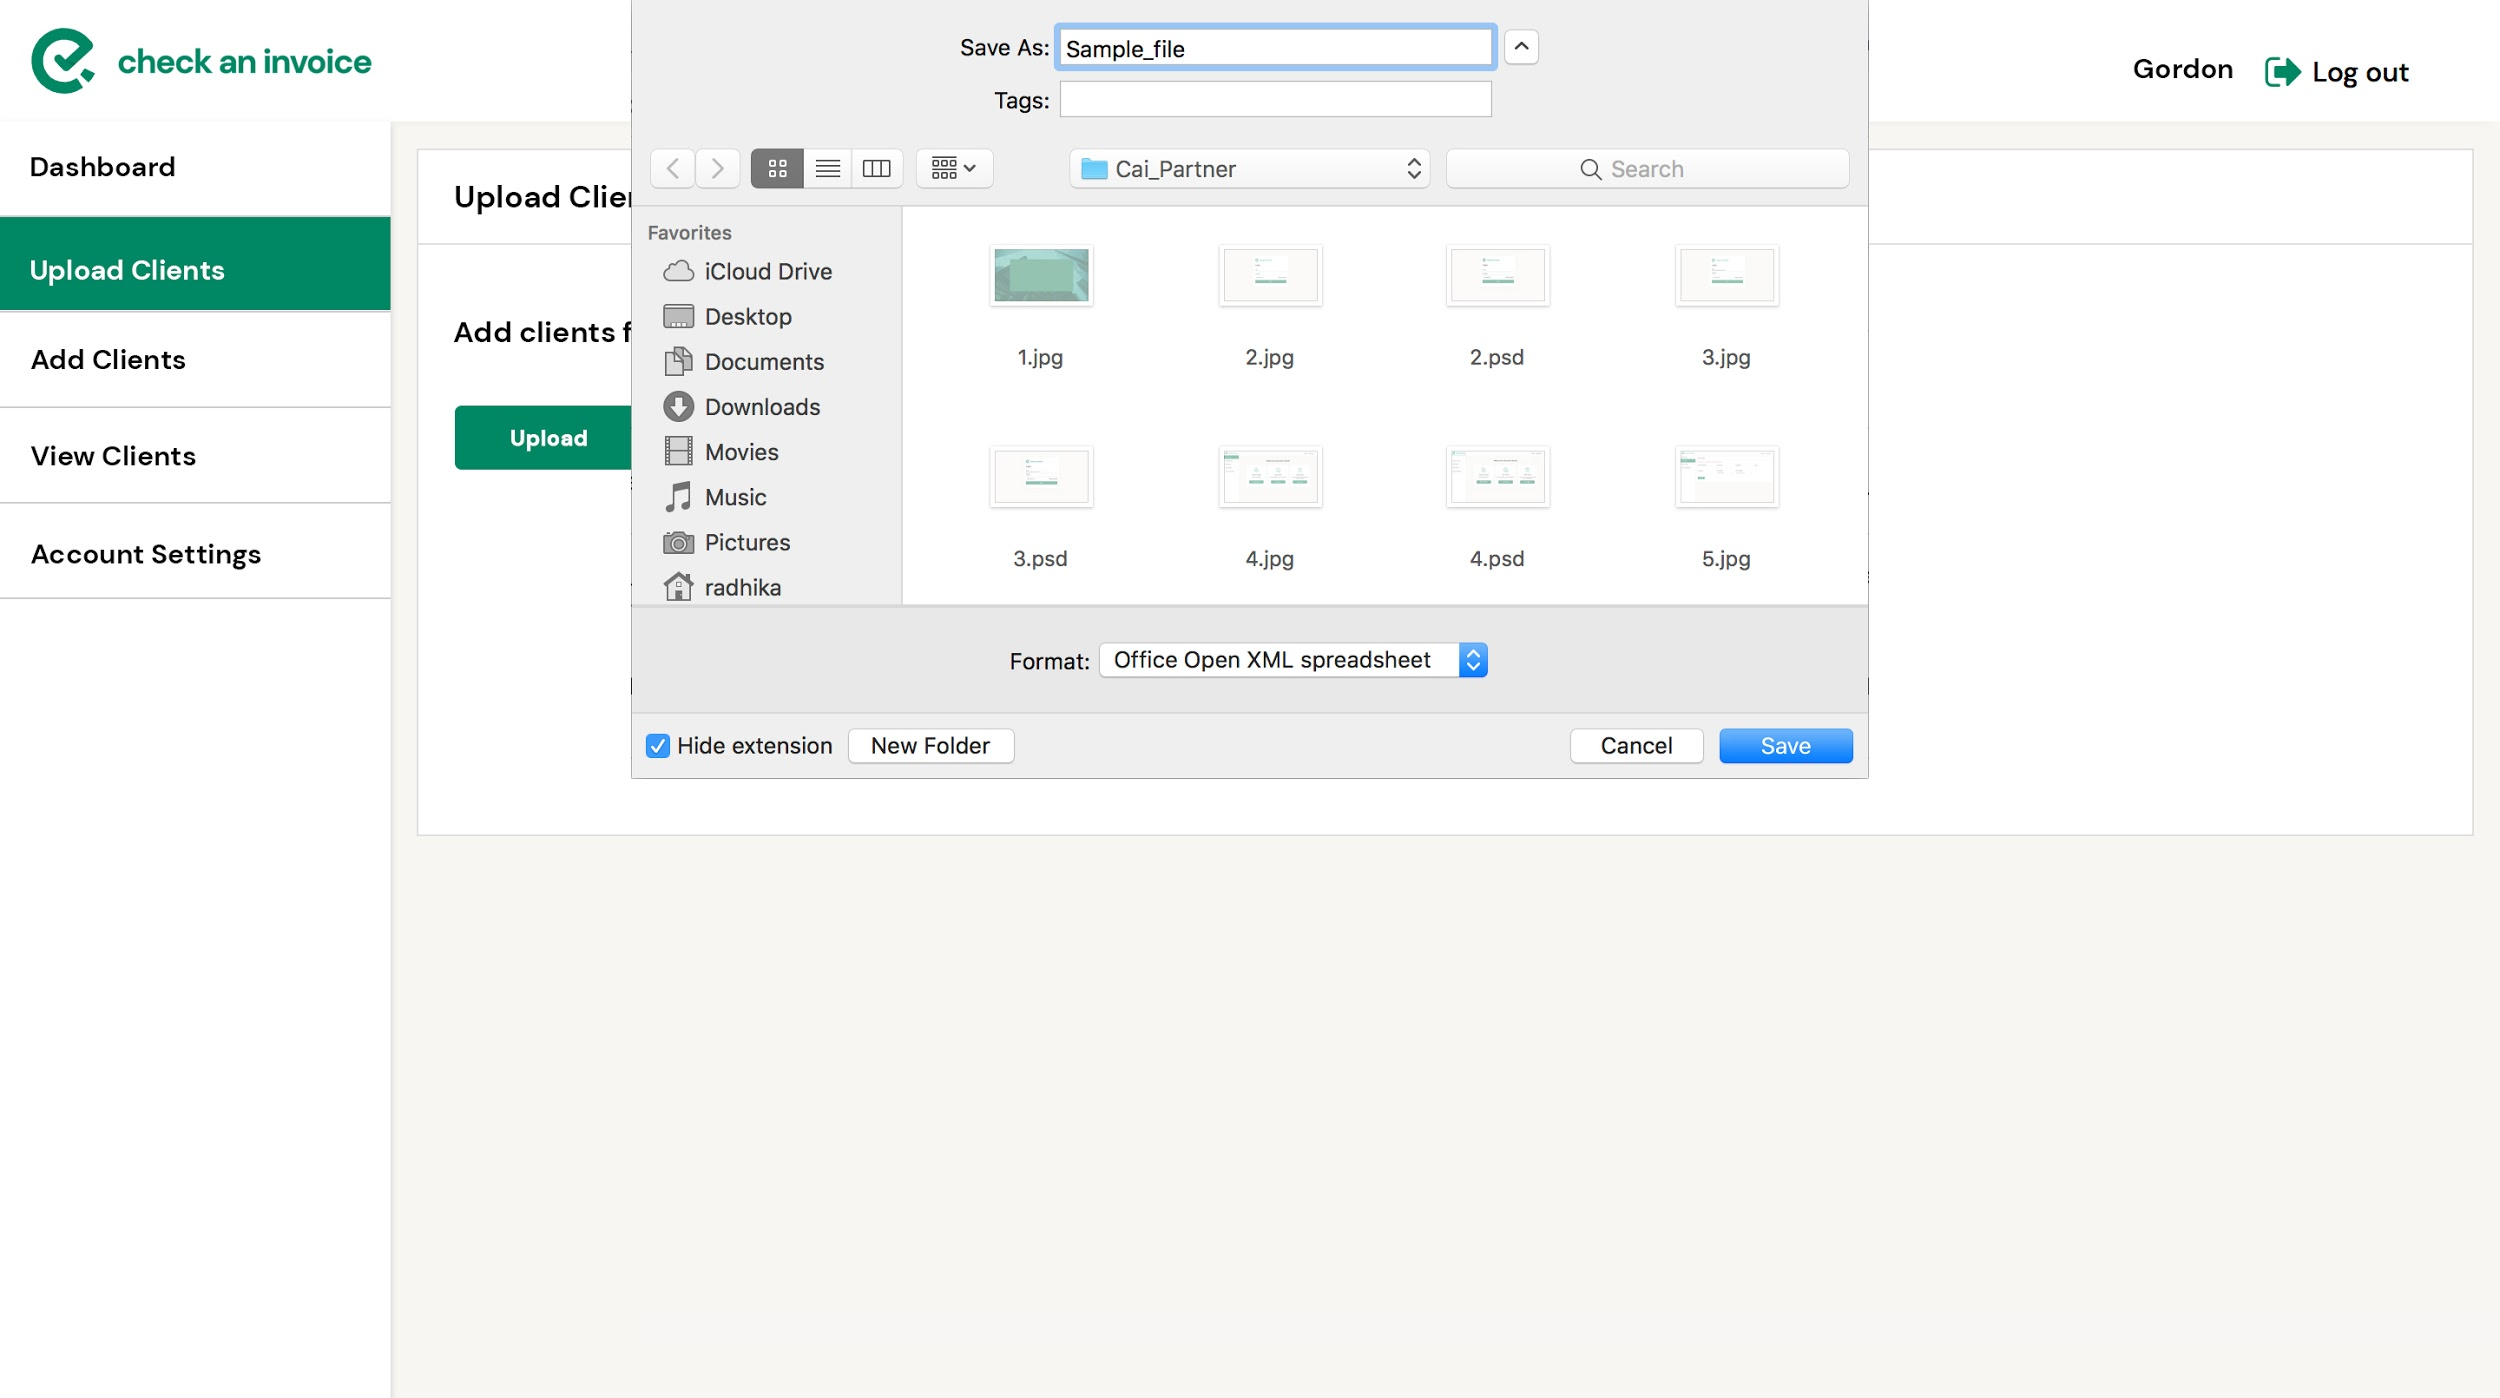 check an invoice
Gordon
Log out
Dashboard
Upload Clients
Add Clients
View Clients
Account Settings
Upload Clie
Add clients f
Upload
Save As: Sample_file
Tags:
Cai_Partner
Search
Favorites
iCloud Drive
Desktop
Documents
Downloads
Movies
Music
Pictures
radhika
1.jpg
2.jpg
2.psd
3.jpg
3.psd
4.jpg
4.psd
5.jpg
Format: Office Open XML spreadsheet
Hide extension
New Folder
Cancel
Save